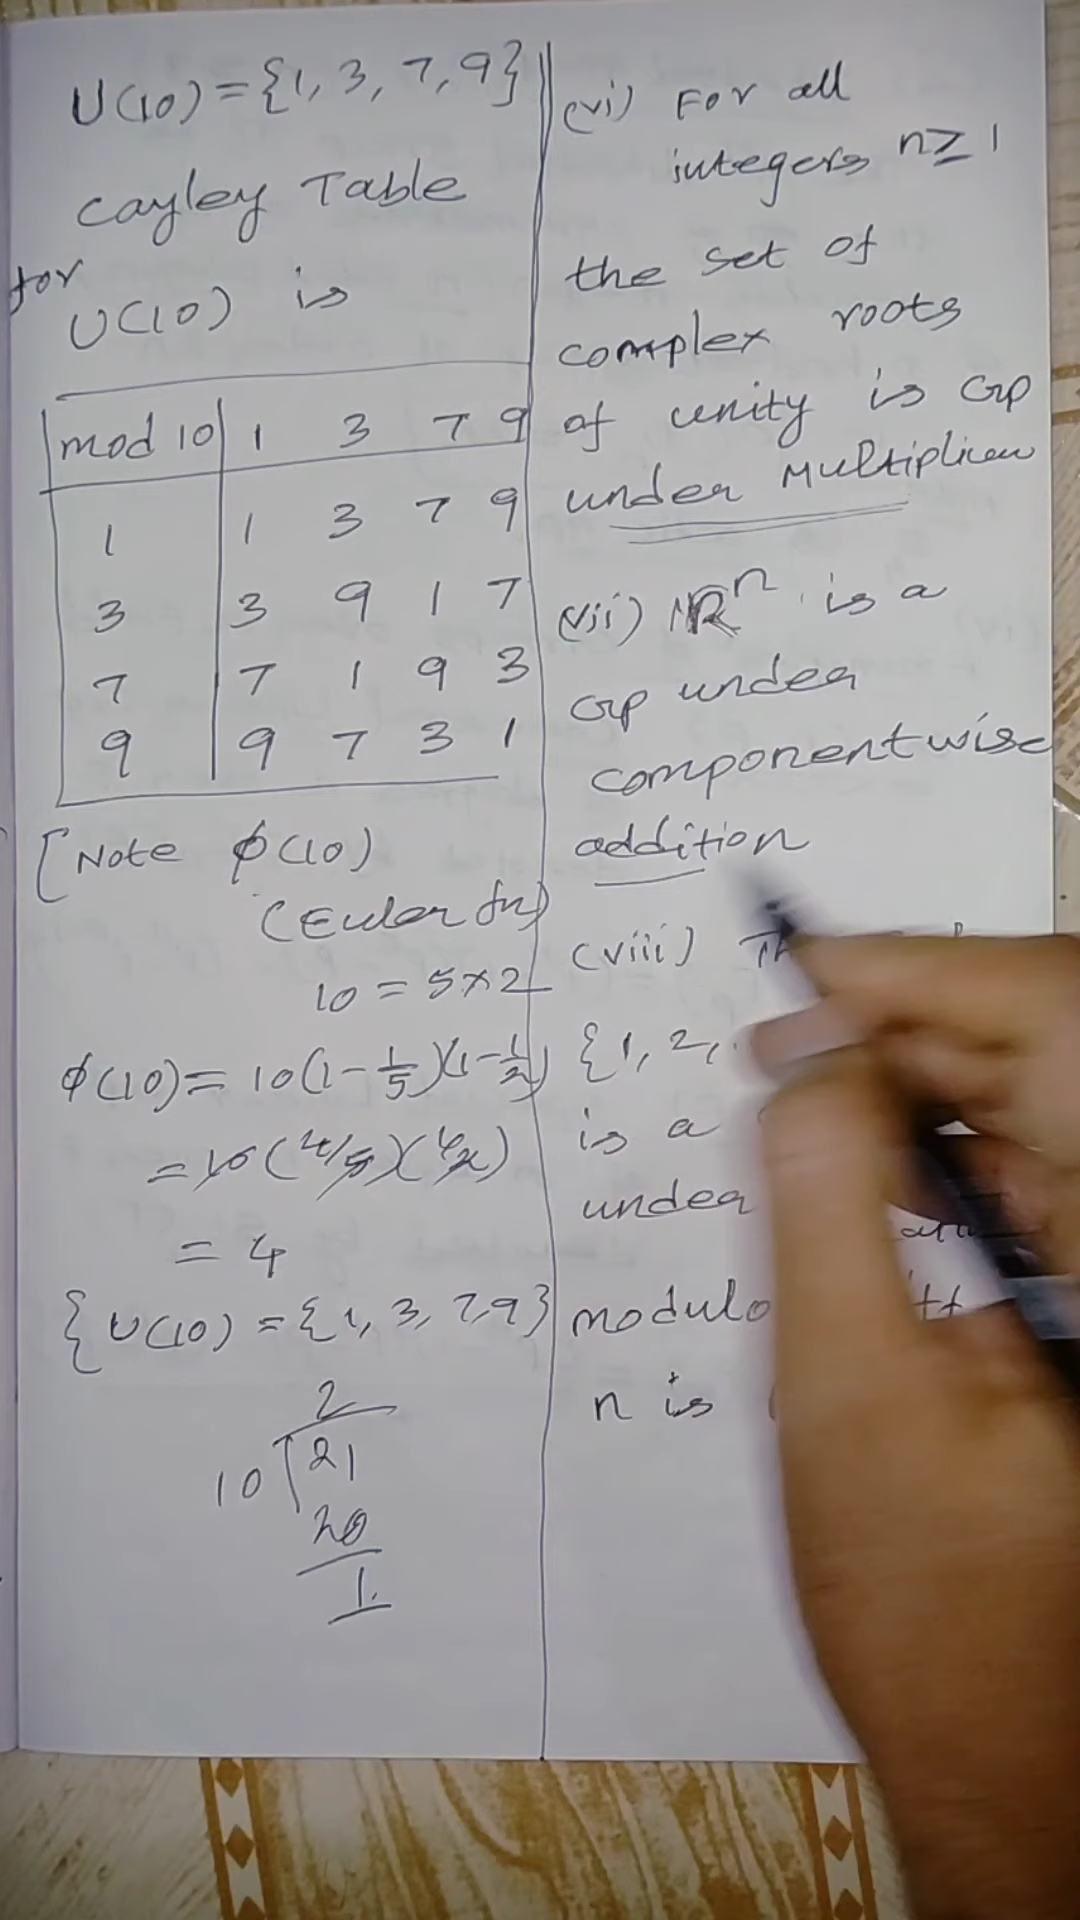 U(10) = {1, 3, 7, 9}
Cayley Table
for
U(10) is
mod 10 1 3 7 9
1 1 3 7 9
3 3 9 1 7
7 7 1 9 3
9 9 7 3 1
[Note φ(10)
(Euler fn)
10 = 5×2
φ(10) = 10(1-1/5)(1-1/2)
= 10(4/5)(1/2)
= 4
{U(10) = {1, 3, 7, 9}
2
10 21
20
1
(vi) For all
integers n ≥ 1
the set of
complex roots
of unity is Gp
under
(vii) ℝⁿ is a
Gp under
componentwise
addition
(viii)
{1, 2,
is a
under
modulo iff
n is